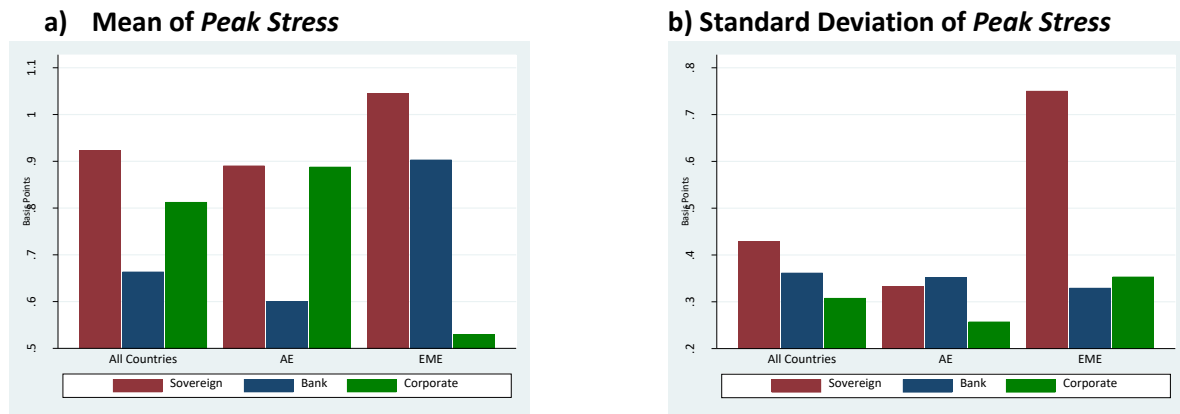 a) Mean of Peak Stress
Basis Points
1.1
1
.9
.8
.7
.6
.5
All Countries AE EME
Sovereign Bank Corporate
b) Standard Deviation of Peak Stress
Basis Points
.8
.7
.6
.5
.4
.3
.2
All Countries AE EME
Sovereign Bank Corporate